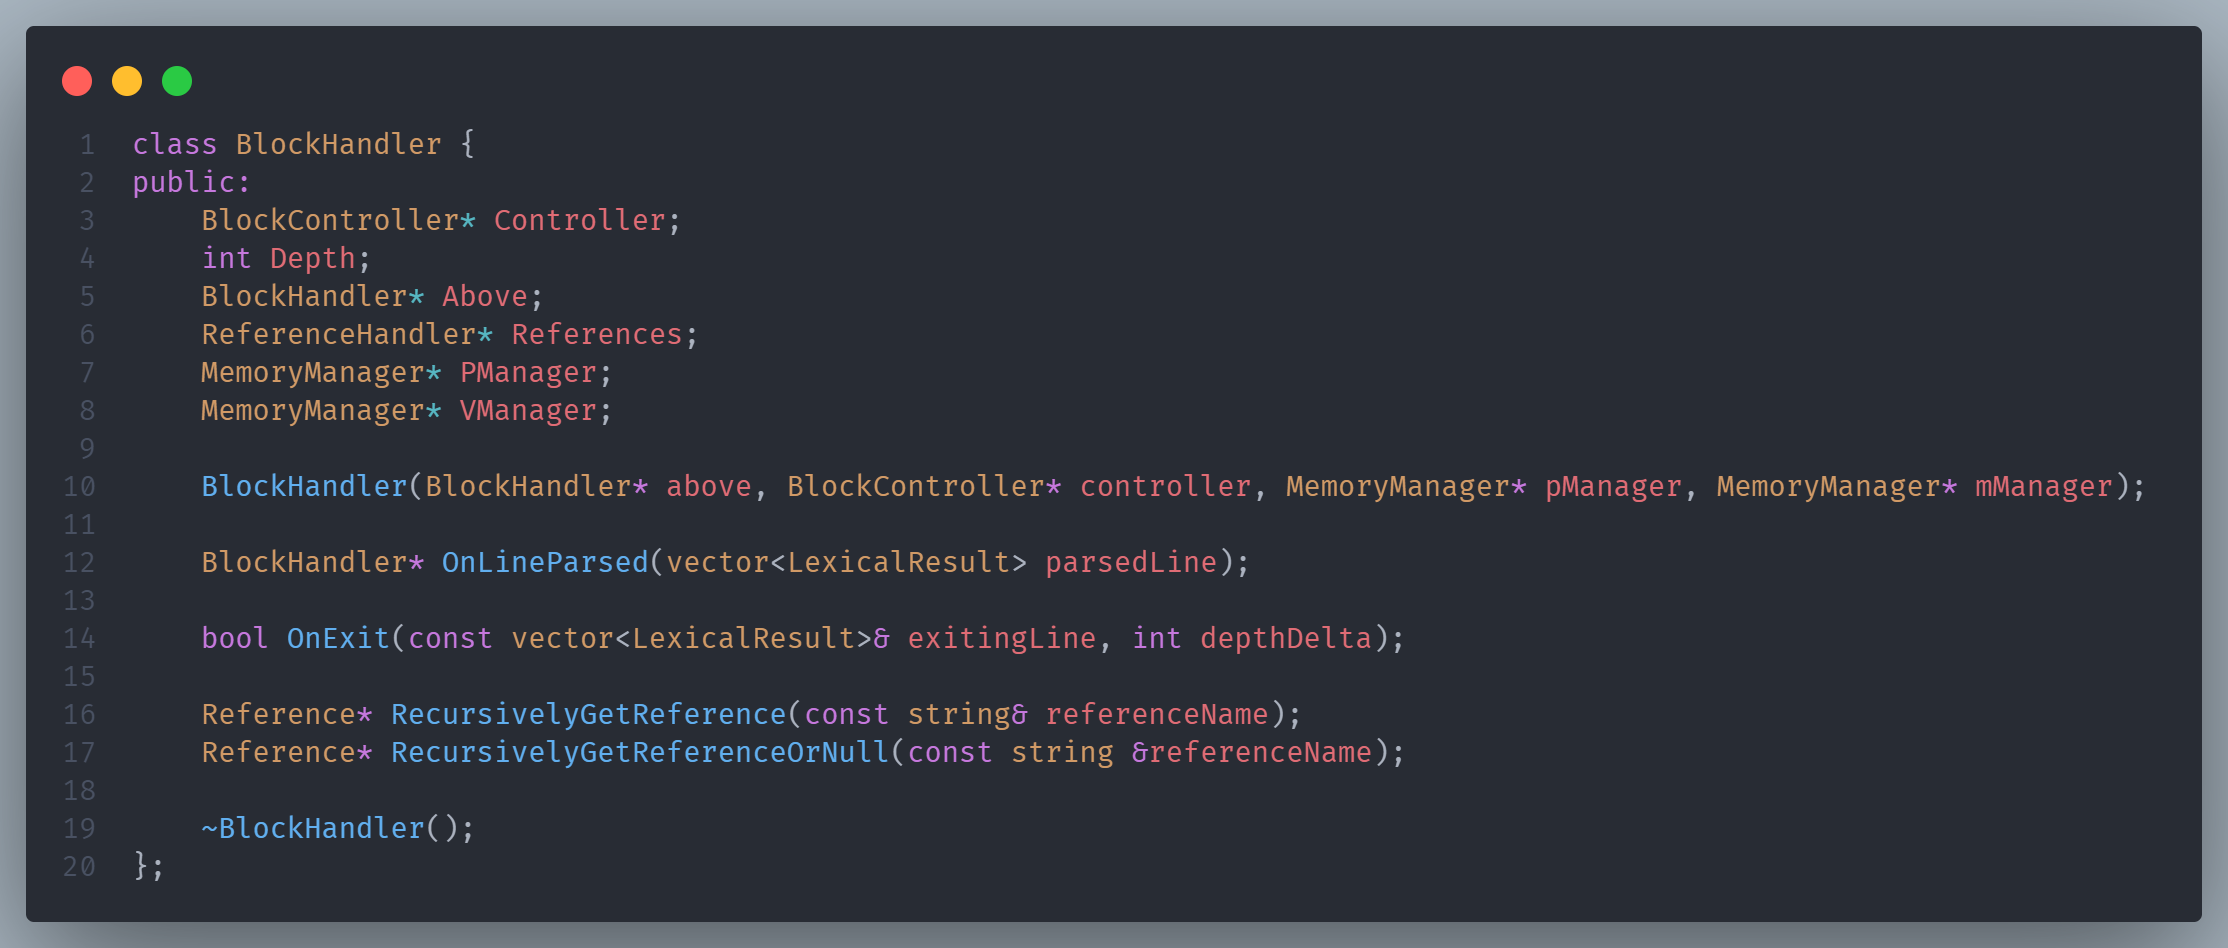 1 class BlockHandler {
2 public:
3     BlockController* Controller;
4     int Depth;
5     BlockHandler* Above;
6     ReferenceHandler* References;
7     MemoryManager* PManager;
8     MemoryManager* VManager;
9
10     BlockHandler(BlockHandler* above, BlockController* controller, MemoryManager* pManager, MemoryManager* mManager);
11
12     BlockHandler* OnLineParsed(vector<LexicalResult> parsedLine);
13
14     bool OnExit(const vector<LexicalResult>& exitingLine, int depthDelta);
15
16     Reference* RecursivelyGetReference(const string& referenceName);
17     Reference* RecursivelyGetReferenceOrNull(const string &referenceName);
18
19     ~BlockHandler();
20 };